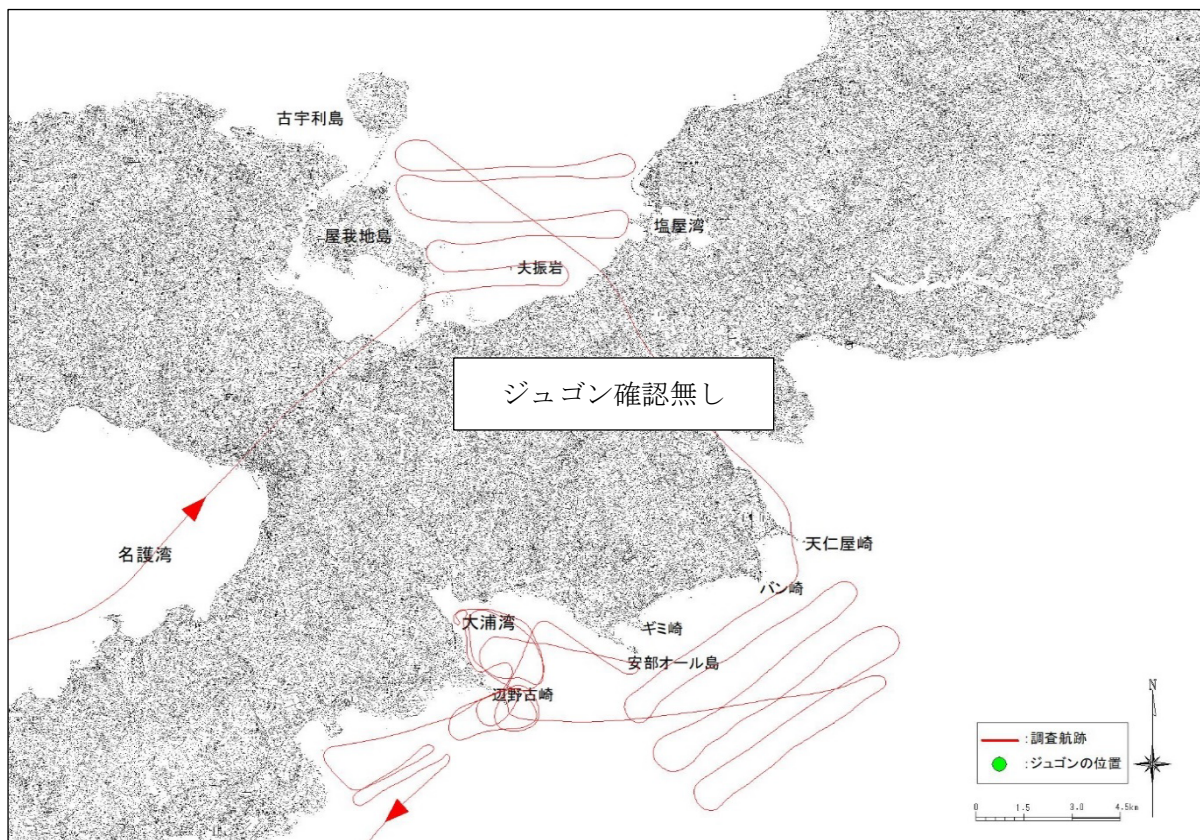 古宇利島
屋我地島
塩屋湾
夫振岩
ジュゴン確認無し
名護湾
天仁屋崎
バン崎
大浦湾
ギミ崎
安部オール島
辺野古崎
N
:調査航跡
:ジュゴンの位置
0 1.5 3.0 4.5km